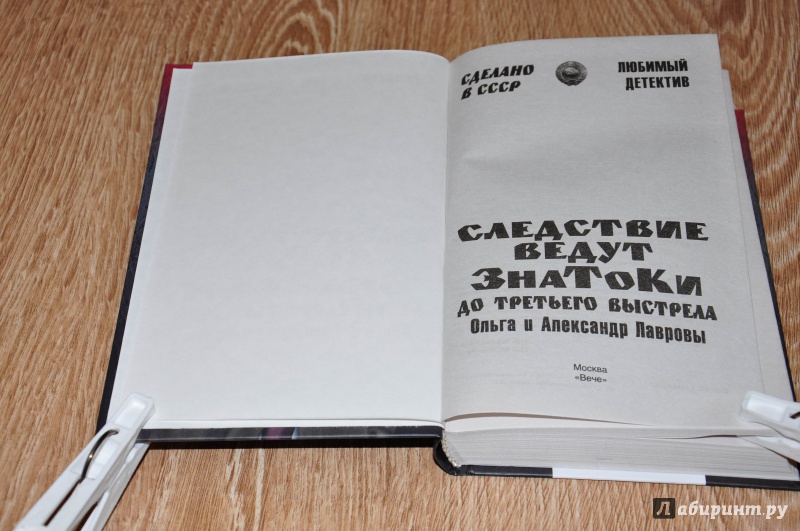 СДЕЛАНО
В СССР
ЛЮБИМЫЙ
ДЕТЕКТИВ
СЛЕДСТВИЕ
ВЕДУТ
ЗНАТОКИ
ДО ТРЕТЬЕГО ВЫСТРЕЛА
Ольга и Александр Лавровы
Москва
«Вече»
Лабиринт.ру